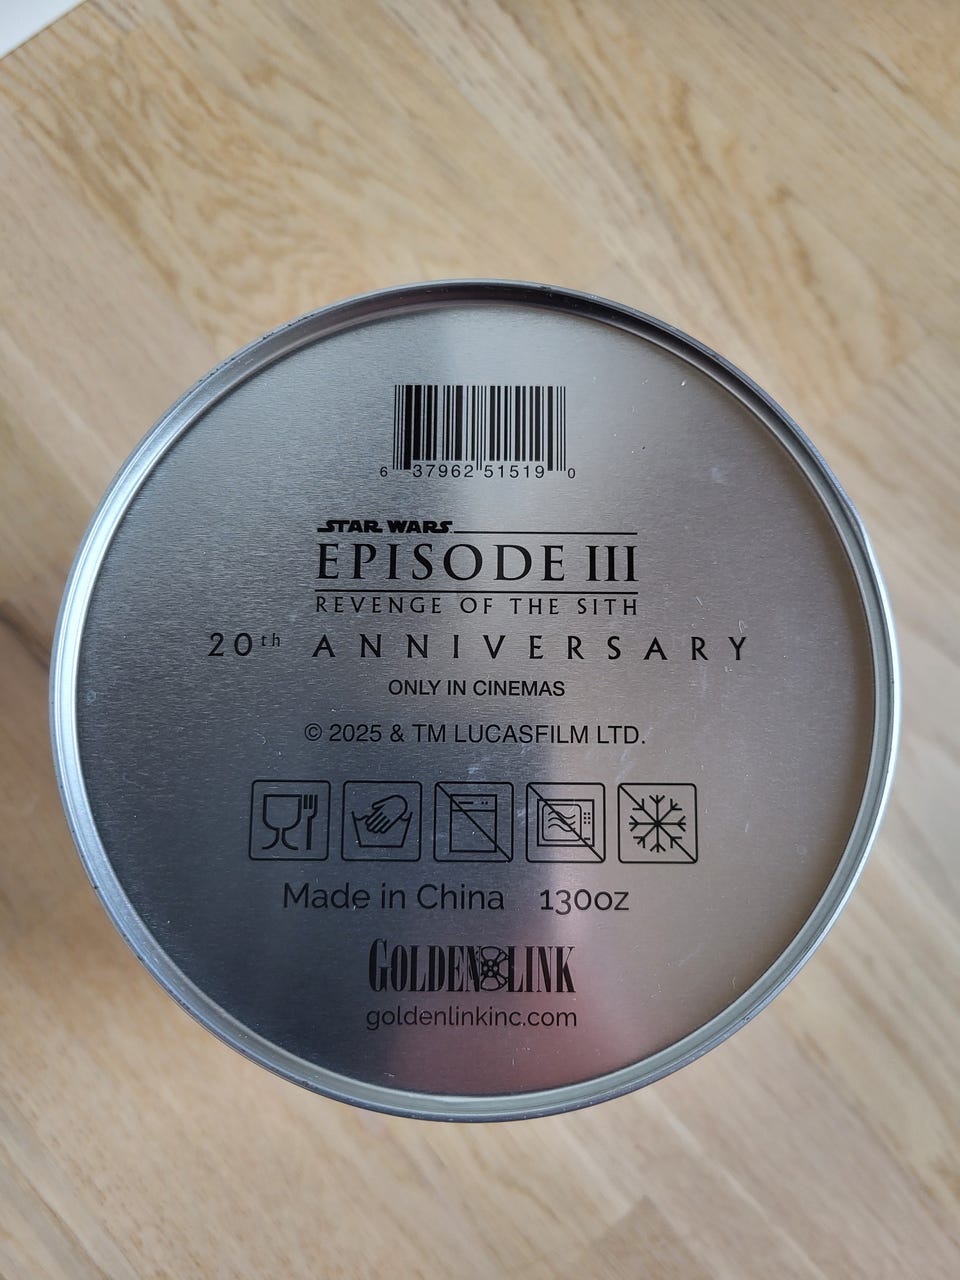 6 37962 51519 0
STAR WARS
EPISODE III
REVENGE OF THE SITH
20th ANNIVERSARY
ONLY IN CINEMAS
© 2025 & TM LUCASFILM LTD.
Made in China 130oz
GOLDEN LINK
goldenlinkinc.com